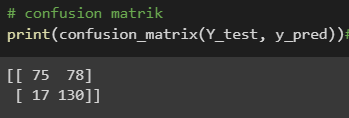 # confusion matrik
print(confusion_matrix(Y_test, y_pred))#
[[ 75  78]
 [ 17 130]]